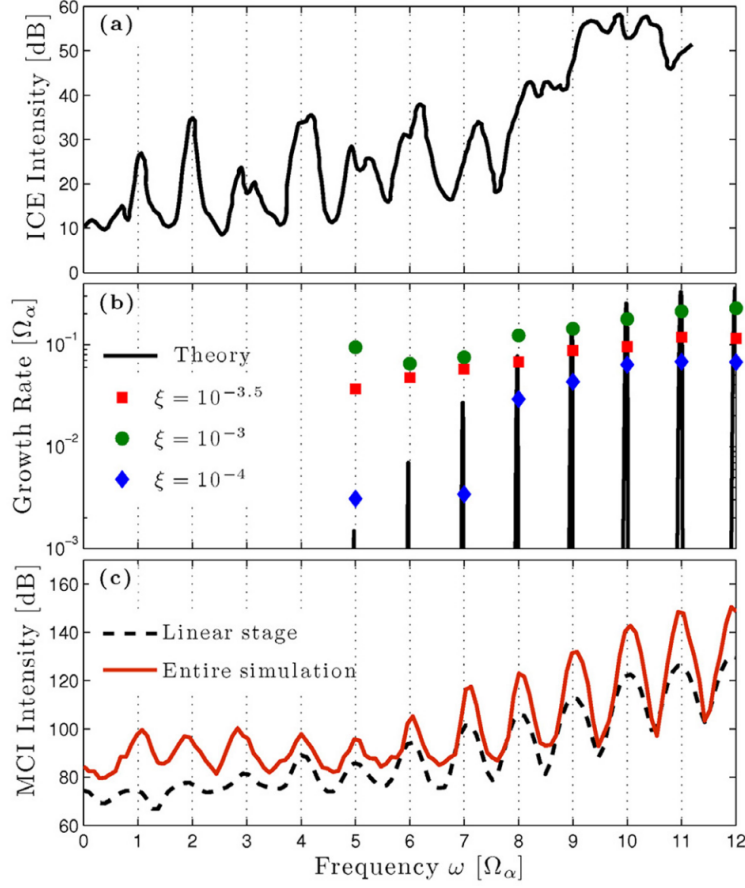 (a)
ICE Intensity [dB]
60
50
40
30
20
10
0
(b)
Growth Rate [Ω_α]
10⁻¹
10⁻²
10⁻³
Theory
ξ = 10⁻³·⁵
ξ = 10⁻³
ξ = 10⁻⁴
(c)
MCI Intensity [dB]
160
140
120
100
80
60
Linear stage
Entire simulation
0 1 2 3 4 5 6 7 8 9 10 11 12
Frequency ω [Ω_α]